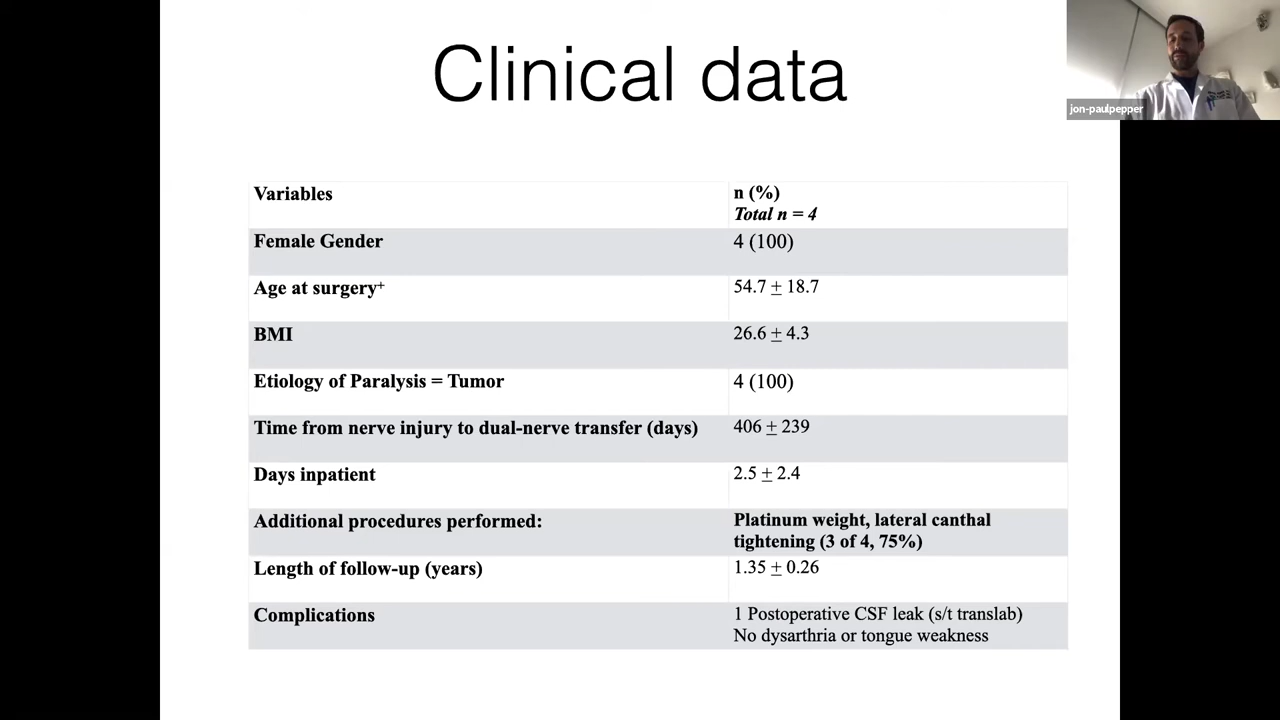 Clinical data
jon-paulpepper
Variables n (%)
Total n = 4
Female Gender 4 (100)
Age at surgery+ 54.7 ± 18.7
BMI 26.6 ± 4.3
Etiology of Paralysis = Tumor 4 (100)
Time from nerve injury to dual-nerve transfer (days) 406 ± 239
Days inpatient 2.5 ± 2.4
Additional procedures performed: Platinum weight, lateral canthal
tightening (3 of 4, 75%)
Length of follow-up (years) 1.35 ± 0.26
Complications 1 Postoperative CSF leak (s/t translab)
No dysarthria or tongue weakness